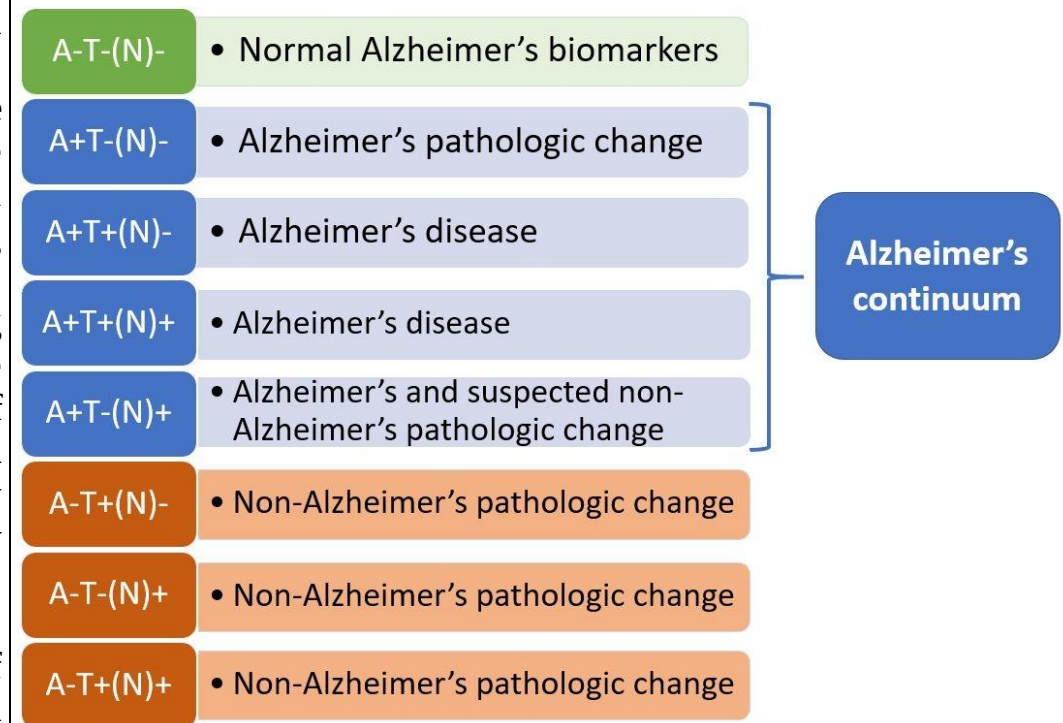 A-T-(N)-
• Normal Alzheimer’s biomarkers
A+T-(N)-
• Alzheimer’s pathologic change
A+T+(N)-
• Alzheimer’s disease
A+T+(N)+
• Alzheimer’s disease
A+T-(N)+
• Alzheimer’s and suspected non-
Alzheimer’s pathologic change
A-T+(N)-
• Non-Alzheimer’s pathologic change
A-T-(N)+
• Non-Alzheimer’s pathologic change
A-T+(N)+
• Non-Alzheimer’s pathologic change
Alzheimer’s
continuum